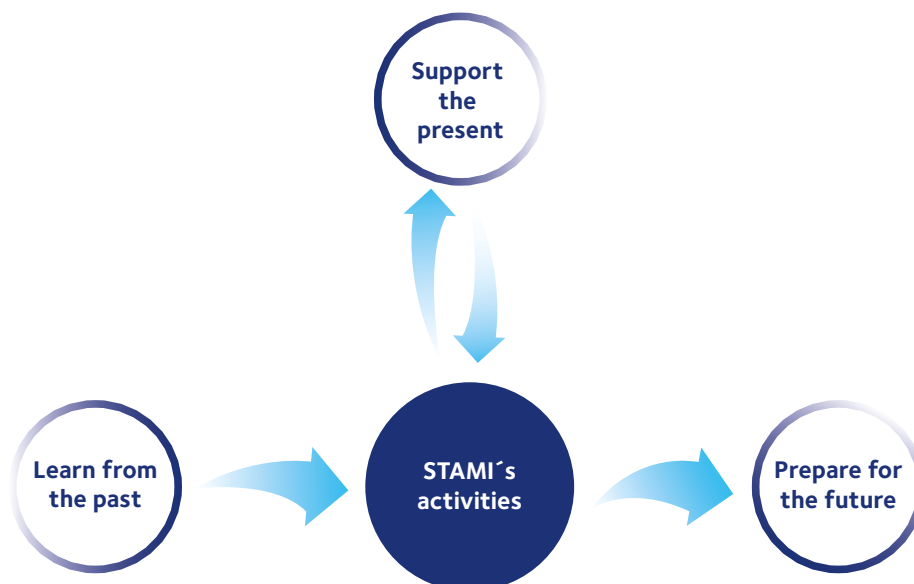 Support
the
present
Learn from
the past
STAMI´s
activities
Prepare for
the future